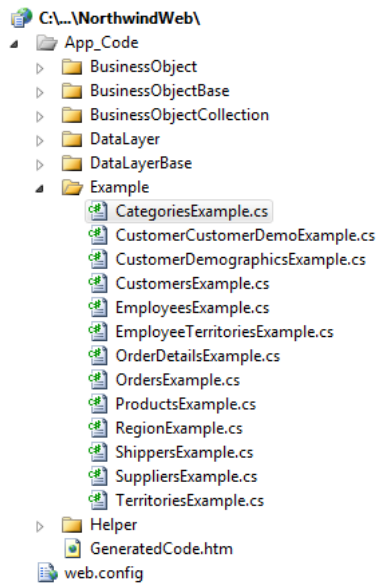 C:\...\NorthwindWeb\
App_Code
BusinessObject
BusinessObjectBase
BusinessObjectCollection
DataLayer
DataLayerBase
Example
CategoriesExample.cs
CustomerCustomerDemoExample.cs
CustomerDemographicsExample.cs
CustomersExample.cs
EmployeesExample.cs
EmployeeTerritoriesExample.cs
OrderDetailsExample.cs
OrdersExample.cs
ProductsExample.cs
RegionExample.cs
ShippersExample.cs
SuppliersExample.cs
TerritoriesExample.cs
Helper
GeneratedCode.htm
web.config